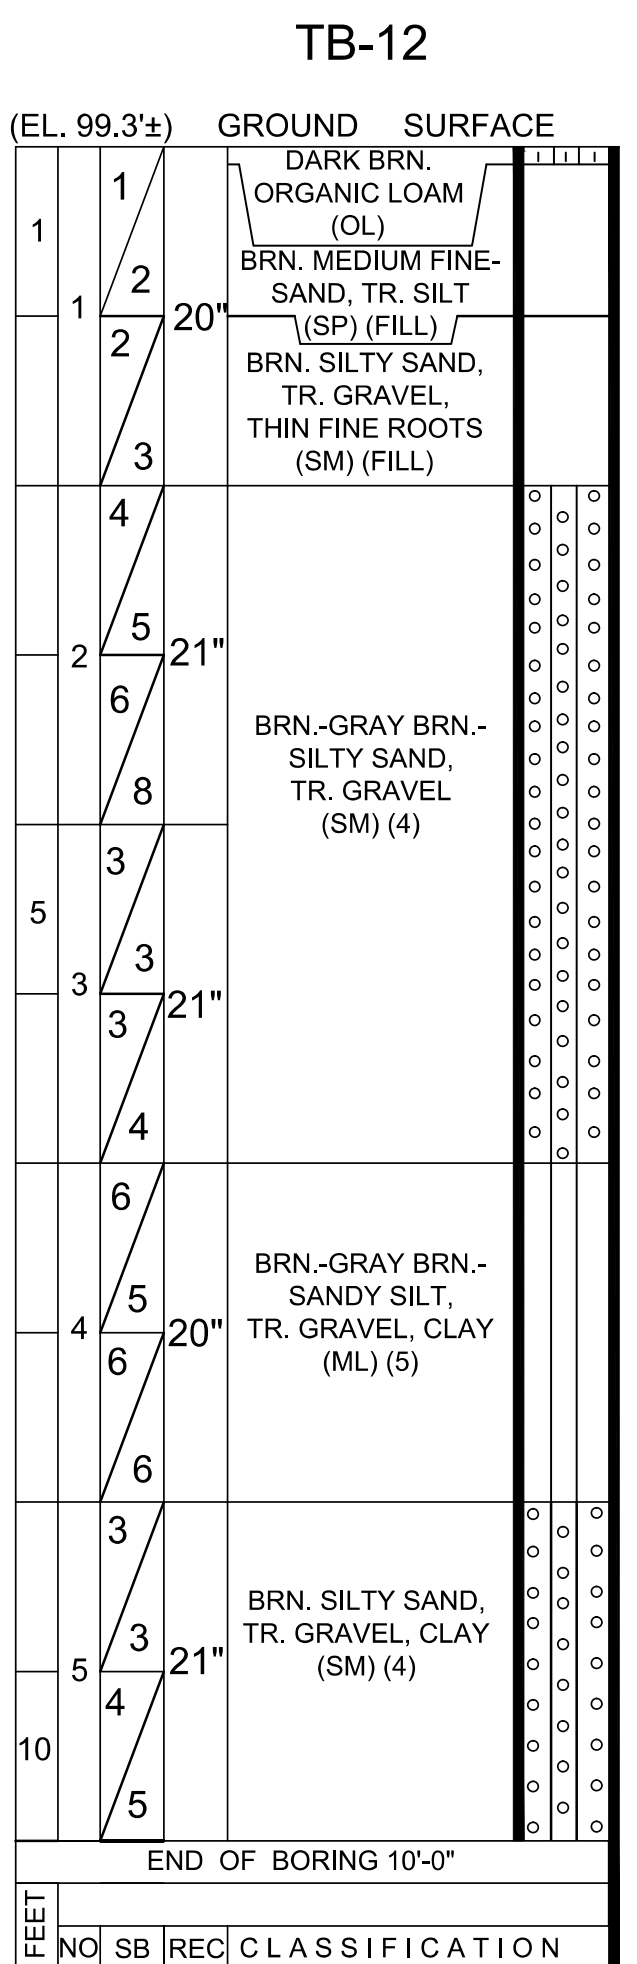 TB-12
(EL. 99.3'±) GROUND SURFACE
DARK BRN.
ORGANIC LOAM
(OL)
1
1
2
1
20"
BRN. MEDIUM FINE-
SAND, TR. SILT
(SP) (FILL)
2
3
BRN. SILTY SAND,
TR. GRAVEL,
THIN FINE ROOTS
(SM) (FILL)
4
5
2
21"
6
8
BRN.-GRAY BRN.-
SILTY SAND,
TR. GRAVEL
(SM) (4)
3
5
3
3
21"
3
4
6
5
4
20"
6
6
BRN.-GRAY BRN.-
SANDY SILT,
TR. GRAVEL, CLAY
(ML) (5)
3
3
5
21"
4
10
5
BRN. SILTY SAND,
TR. GRAVEL, CLAY
(SM) (4)
END OF BORING 10'-0"
FEET
NO SB REC CLASSIFICATION